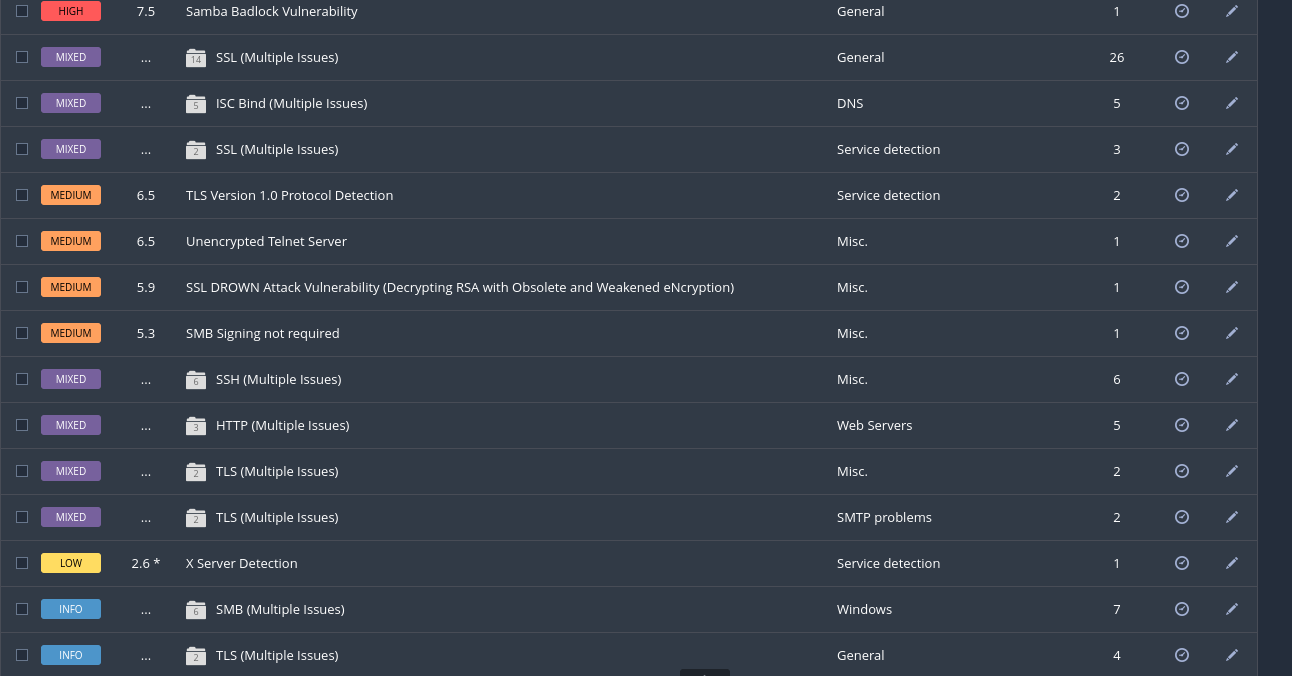 HIGH 7.5 Samba Badlock Vulnerability General 1
MIXED ... 14 SSL (Multiple Issues) General 26
MIXED ... 5 ISC Bind (Multiple Issues) DNS 5
MIXED ... 2 SSL (Multiple Issues) Service detection 3
MEDIUM 6.5 TLS Version 1.0 Protocol Detection Service detection 2
MEDIUM 6.5 Unencrypted Telnet Server Misc. 1
MEDIUM 5.9 SSL DROWN Attack Vulnerability (Decrypting RSA with Obsolete and Weakened eNcryption) Misc. 1
MEDIUM 5.3 SMB Signing not required Misc. 1
MIXED ... 6 SSH (Multiple Issues) Misc. 6
MIXED ... 3 HTTP (Multiple Issues) Web Servers 5
MIXED ... 2 TLS (Multiple Issues) Misc. 2
MIXED ... 2 TLS (Multiple Issues) SMTP problems 2
LOW 2.6 * X Server Detection Service detection 1
INFO ... 6 SMB (Multiple Issues) Windows 7
INFO ... 2 TLS (Multiple Issues) General 4